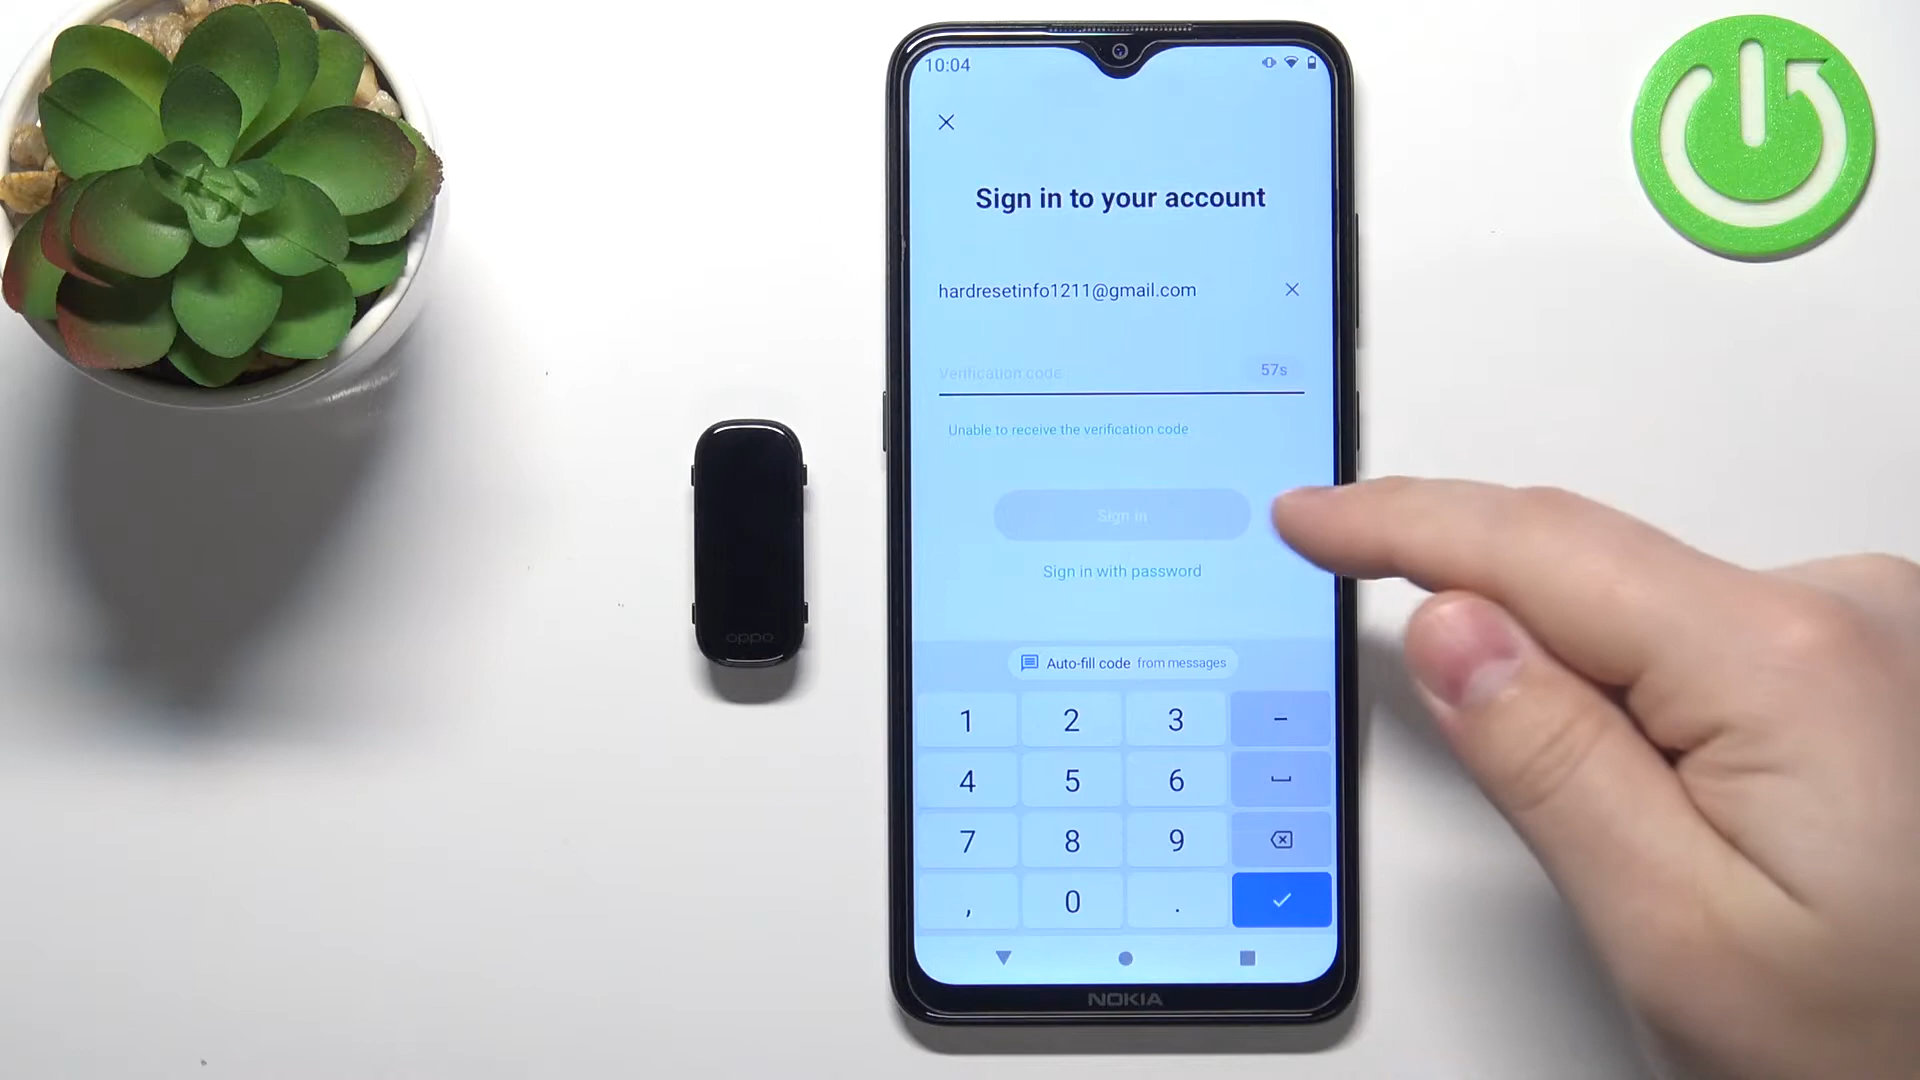 10:04
Sign in to your account
hardresetinfo1211@gmail.com
Verification code
57s
Unable to receive the verification code
Sign in
Sign in with password
Auto-fill code from messages
1 2 3 -
4 5 6
7 8 9
, 0 .
NOKIA
oppo